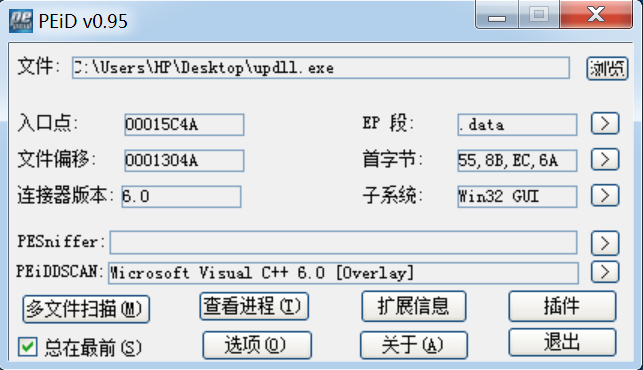 PEiD v0.95
文件: C:\Users\HP\Desktop\updll.exe 浏览
入口点: 00015C4A EP 段: .data >
文件偏移: 0001304A 首字节: 55,8B,EC,6A >
连接器版本: 6.0 子系统: Win32 GUI >
PESniffer: >
PEiDDSCAN: Microsoft Visual C++ 6.0 [Overlay] >
多文件扫描(M) 查看进程(T) 扩展信息 插件
总在最前(S) 选项(O) 关于(A) 退出